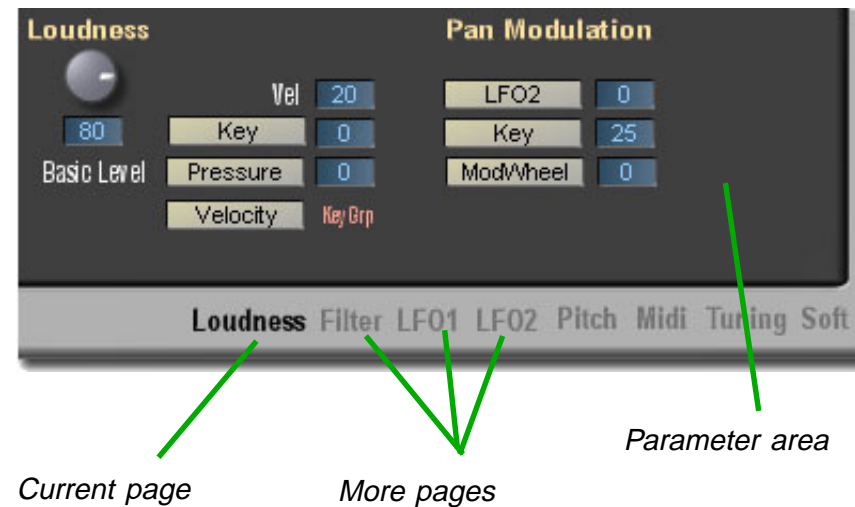 Loudness Pan Modulation
Vel 20 LFO2 0
80 Key 0 Key 25
Basic Level Pressure 0 ModWheel 0
Velocity Key Grp
Loudness Filter LFO1 LFO2 Pitch Midi Tuning Soft
Parameter area
Current page More pages